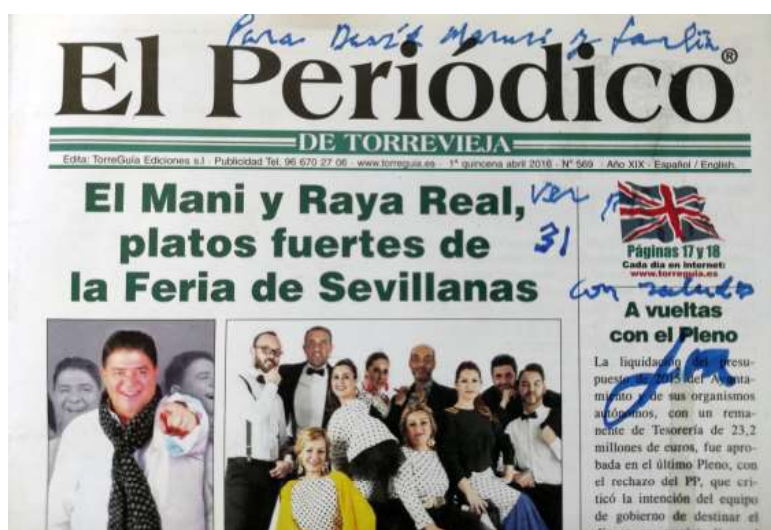 Para David Maruri y familia
El Periódico®
DE TORREVIEJA
Edita: TorreGuía Ediciones s.l · Publicidad Tel. 96 670 27 06 · www.torreguia.es · 1ª quincena abril 2016 · Nº 569 · Año XIX · Español / English.
El Mani y Raya Real,
platos fuertes de
la Feria de Sevillanas
ver
31
Páginas 17 y 18
Cada día en Internet:
www.torreguia.es
con saludos
A vueltas
con el Pleno
La liquidación del presu-
puesto de 2015 del Ayunta-
miento y de sus organismos
autónomos, con un rema-
nente de Tesorería de 23,2
millones de euros, fue apro-
bada en el último Pleno, con
el rechazo del PP, que cri-
ticó la intención del equipo
de gobierno de destinar el